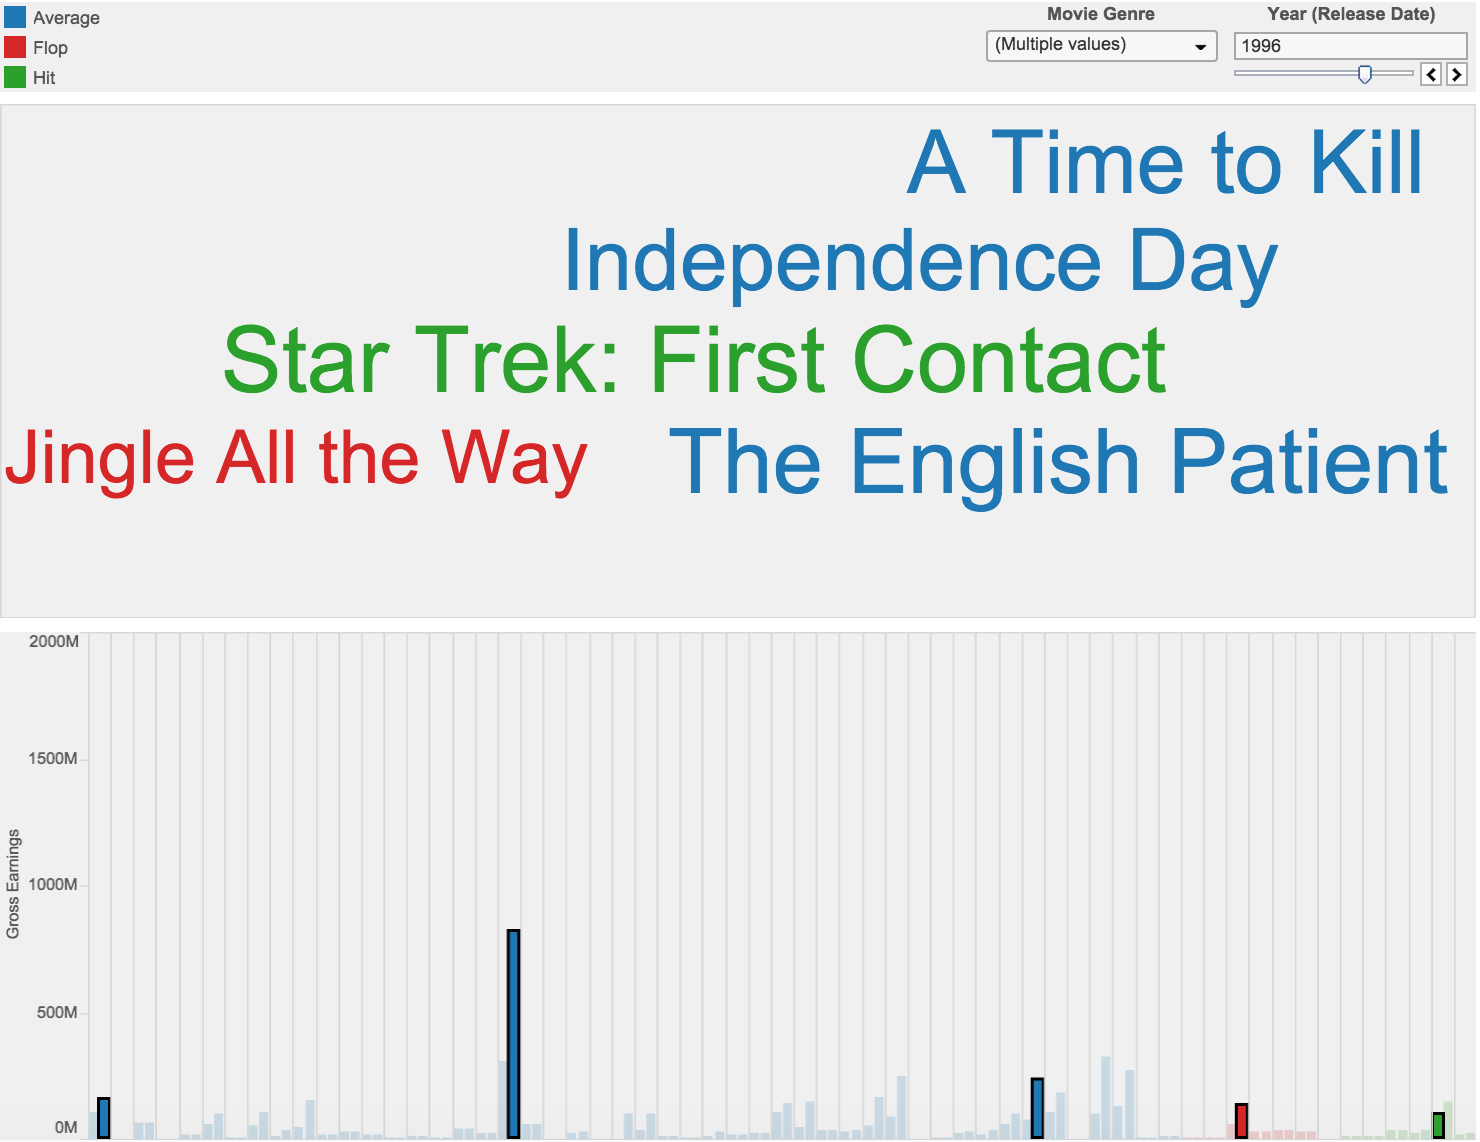 Average
Flop
Hit
Movie Genre
(Multiple values)
Year (Release Date)
1996
A Time to Kill
Independence Day
Star Trek: First Contact
Jingle All the Way
The English Patient
Gross Earnings
2000M
1500M
1000M
500M
0M